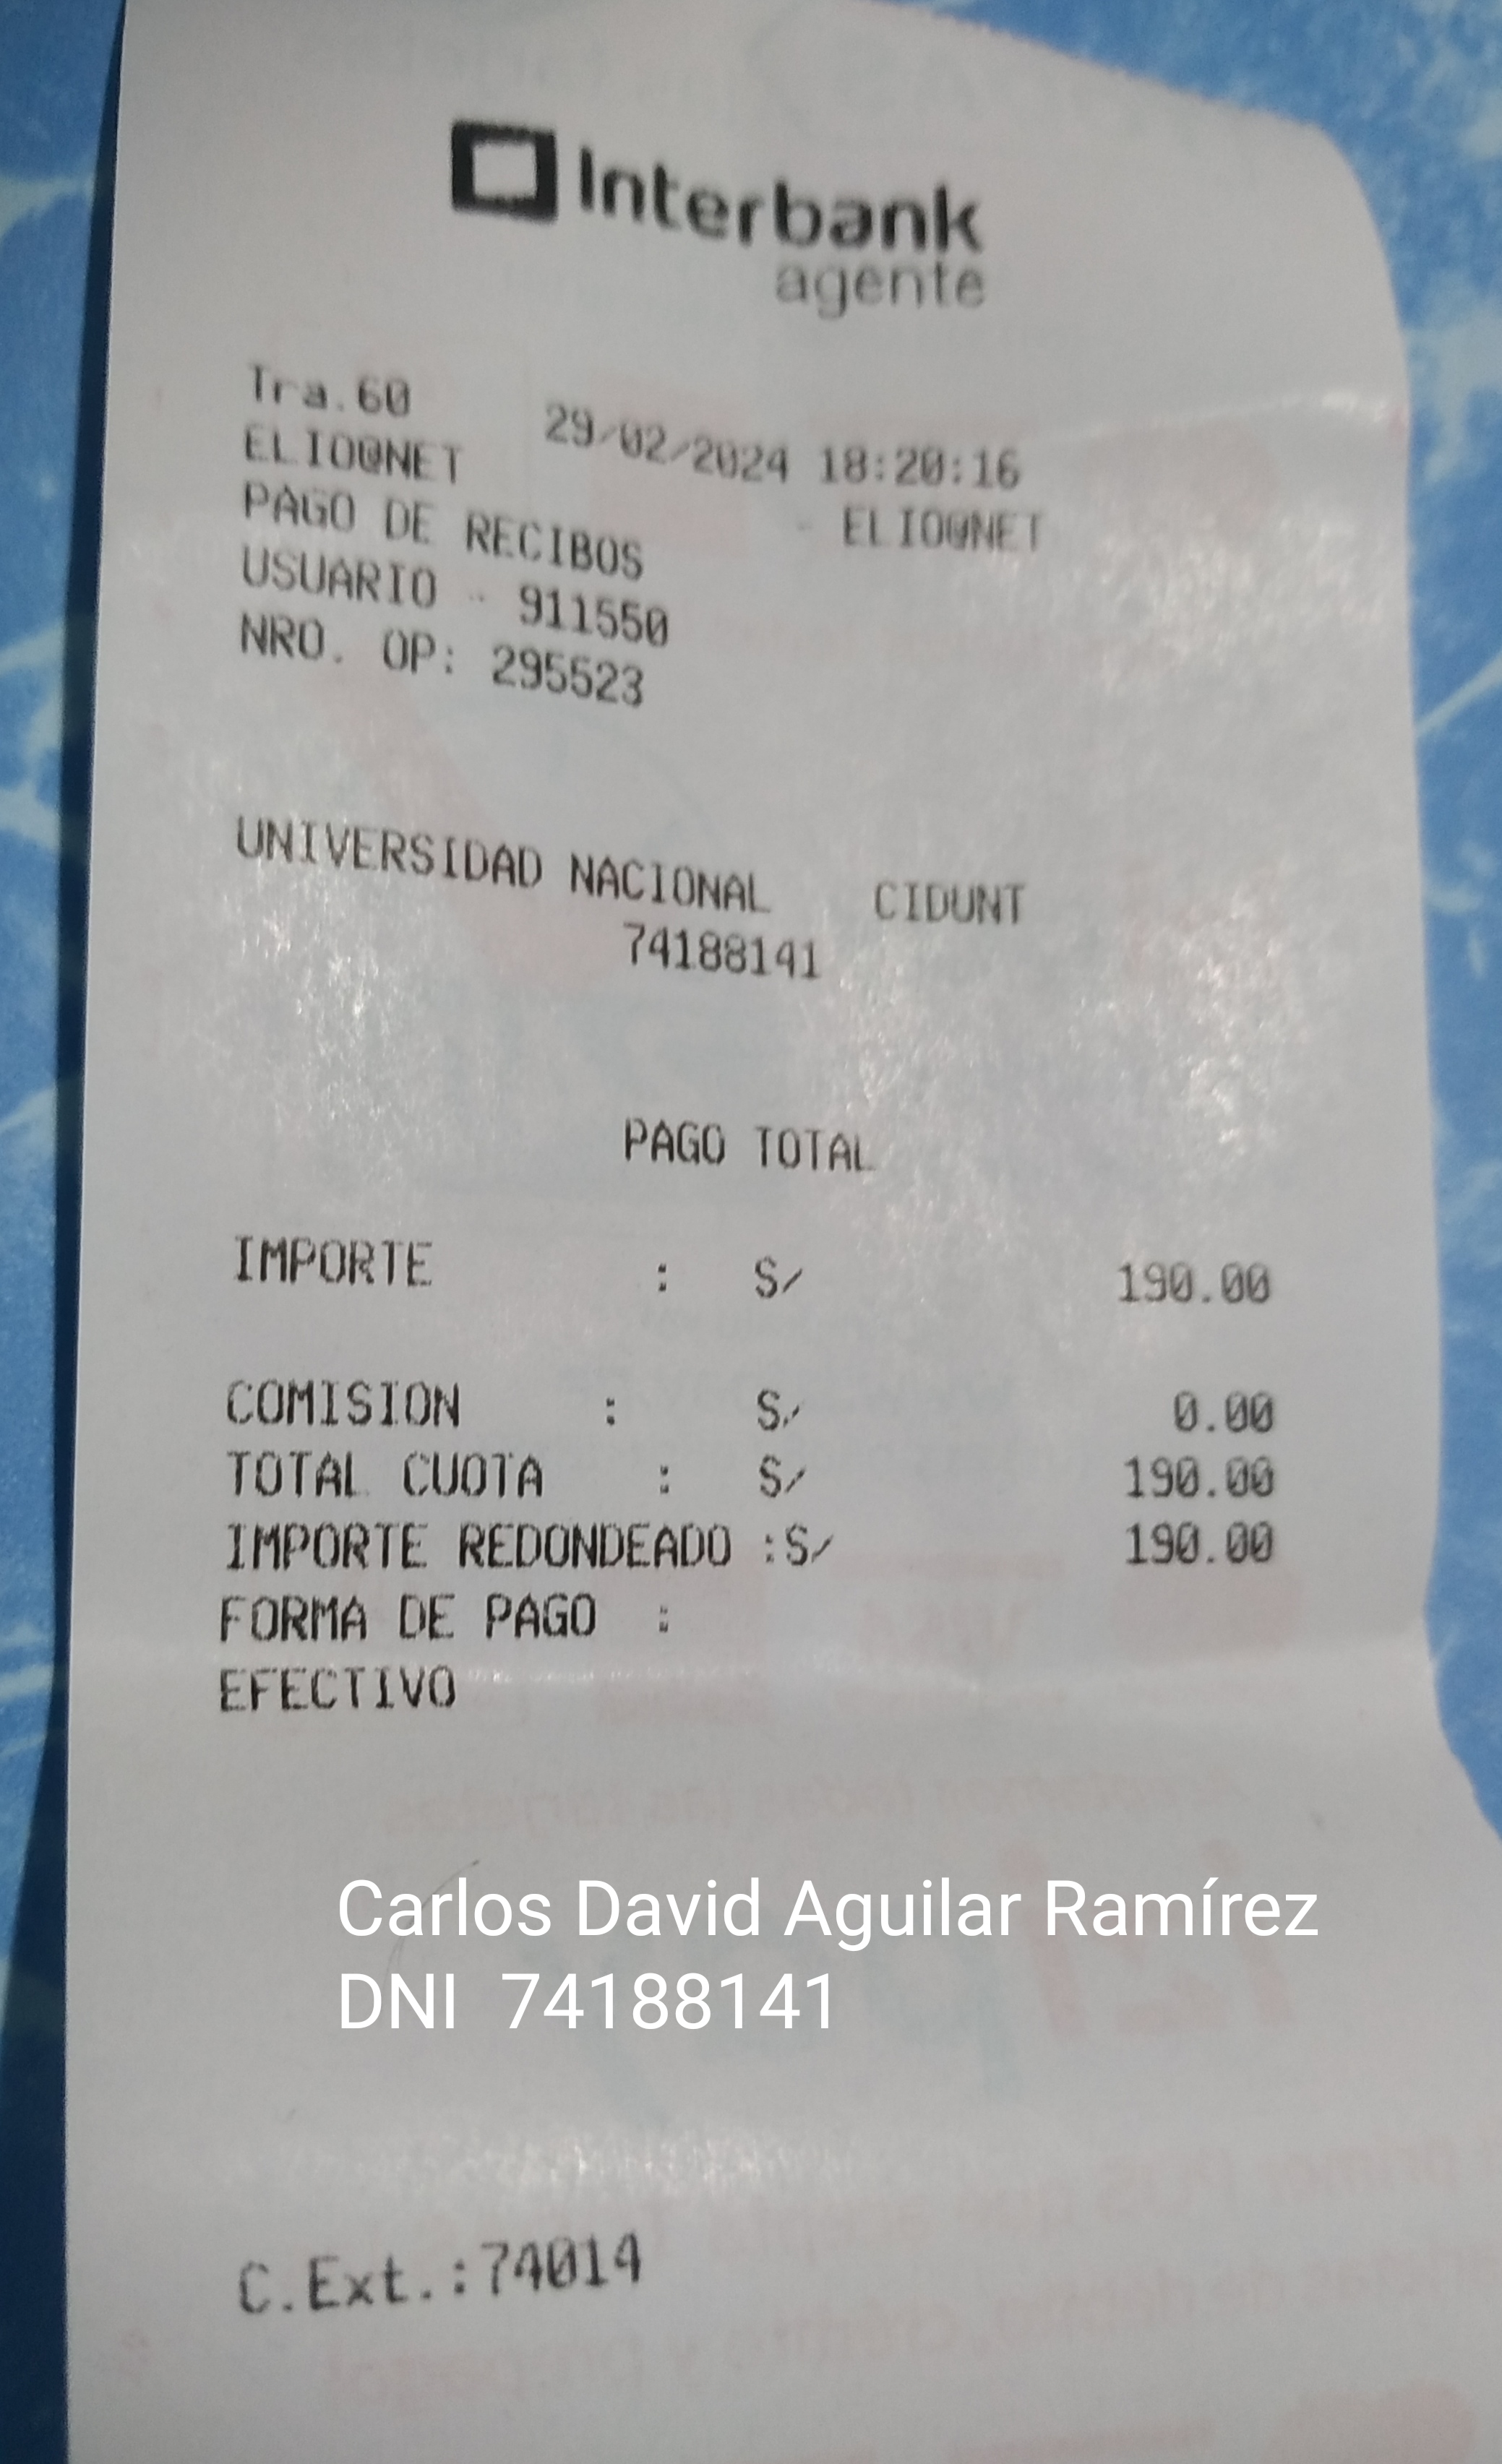 Interbank
agente
Tra.60 29/02/2024 18:20:16
ELIO@NET - ELIO@NET
PAGO DE RECIBOS
USUARIO - 911550
NRO. OP: 295523
UNIVERSIDAD NACIONAL CIDUNT
74188141
PAGO TOTAL
IMPORTE : S/ 190.00
COMISION : S/ 0.00
TOTAL CUOTA : S/ 190.00
IMPORTE REDONDEADO :S/ 190.00
FORMA DE PAGO :
EFECTIVO
Carlos David Aguilar Ramírez
DNI 74188141
C.Ext.:74014